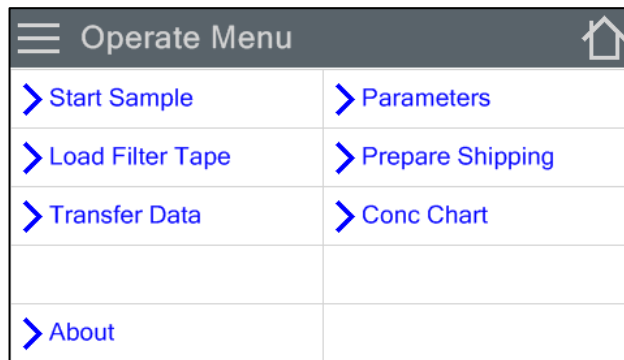 Operate Menu
Start Sample
Parameters
Load Filter Tape
Prepare Shipping
Transfer Data
Conc Chart
About